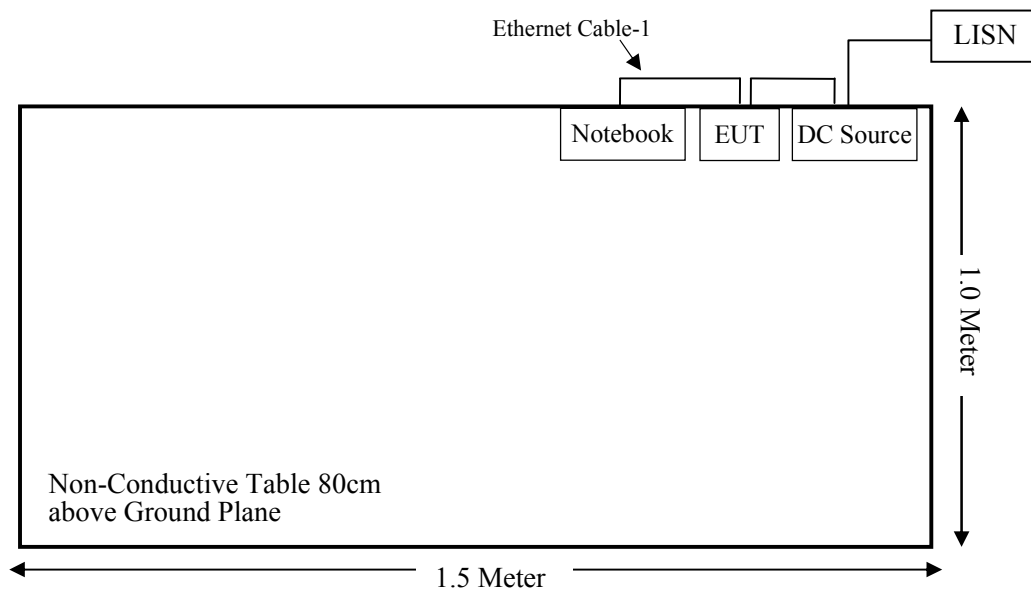 Ethernet Cable-1
LISN
Notebook
EUT
DC Source
1.0 Meter
Non-Conductive Table 80cm
above Ground Plane
1.5 Meter